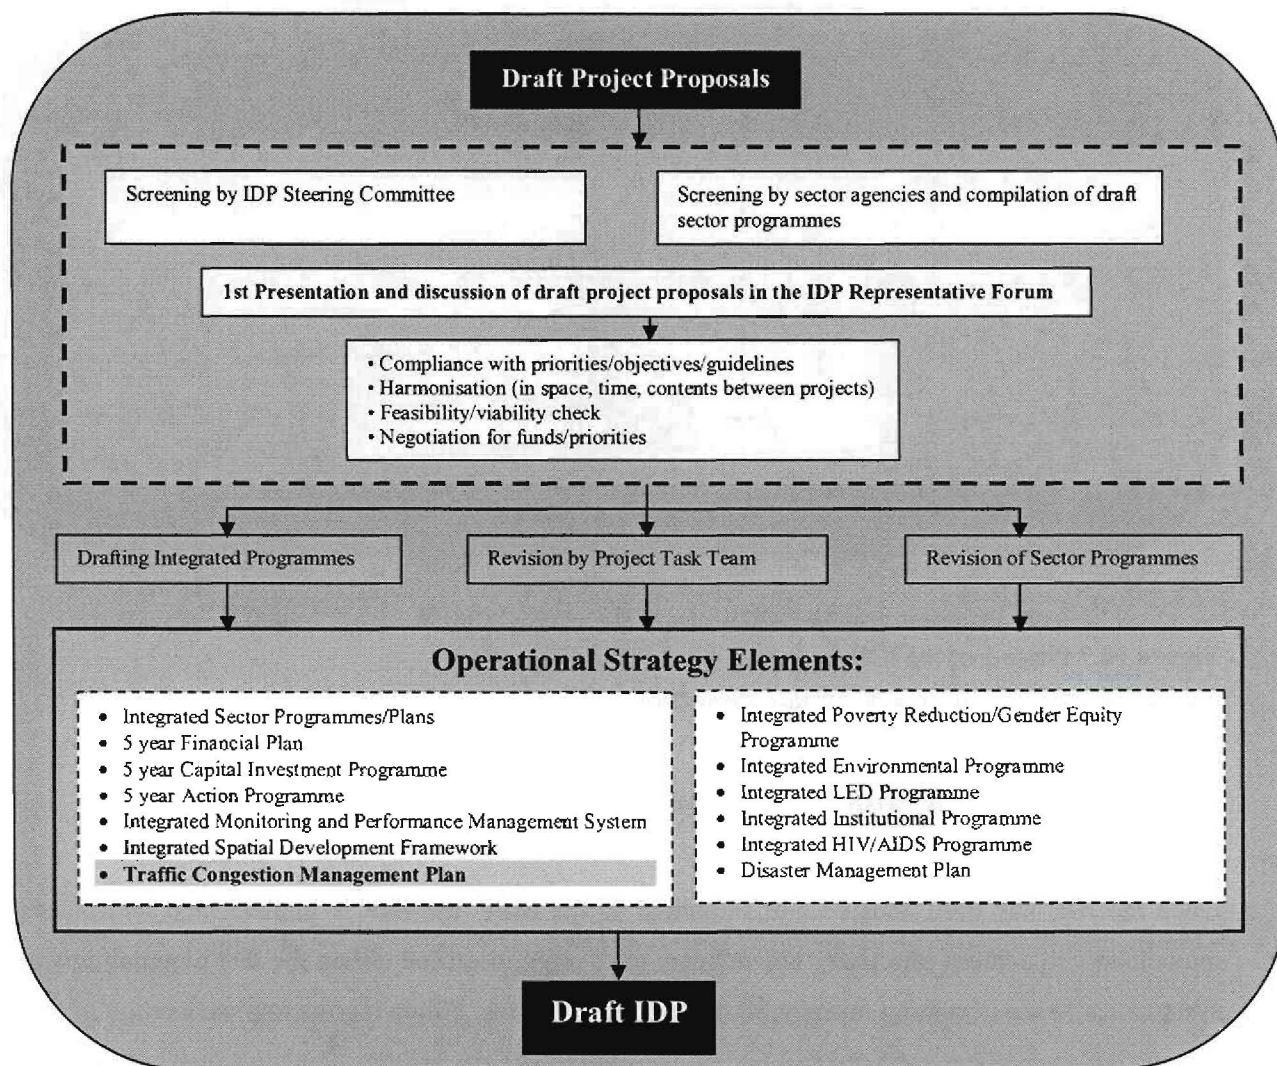 Draft Project Proposals
Screening by IDP Steering Committee
Screening by sector agencies and compilation of draft
sector programmes
1st Presentation and discussion of draft project proposals in the IDP Representative Forum
• Compliance with priorities/objectives/guidelines
• Harmonisation (in space, time, contents between projects)
• Feasibility/viability check
• Negotiation for funds/priorities
Drafting Integrated Programmes
Revision by Project Task Team
Revision of Sector Programmes
Operational Strategy Elements:
• Integrated Sector Programmes/Plans
• 5 year Financial Plan
• 5 year Capital Investment Programme
• 5 year Action Programme
• Integrated Monitoring and Performance Management System
• Integrated Spatial Development Framework
• Traffic Congestion Management Plan
• Integrated Poverty Reduction/Gender Equity
Programme
• Integrated Environmental Programme
• Integrated LED Programme
• Integrated Institutional Programme
• Integrated HIV/AIDS Programme
• Disaster Management Plan
Draft IDP